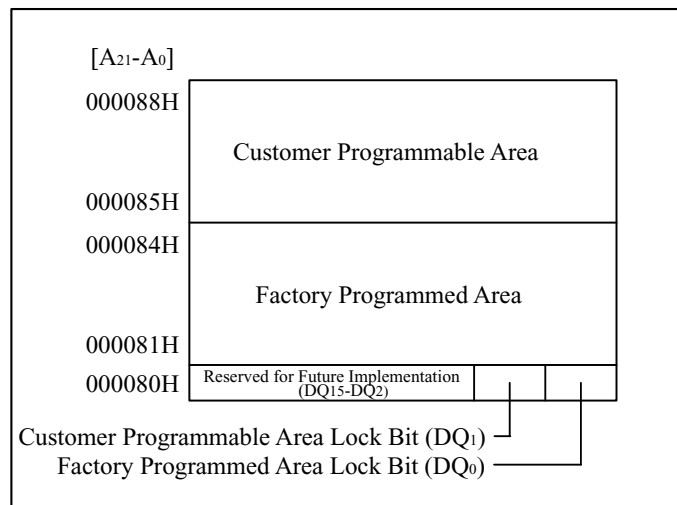 [A21-A0]
000088H
Customer Programmable Area
000085H
000084H
Factory Programmed Area
000081H
000080H
Reserved for Future Implementation
(DQ15-DQ2)
Customer Programmable Area Lock Bit (DQ1)
Factory Programmed Area Lock Bit (DQ0)